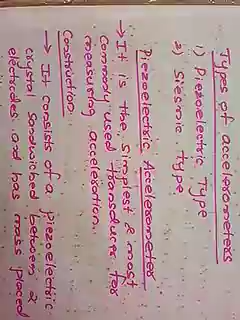 Types of accelerometers
1) Piezoelectric type
2) Siesmic type
Piezoelectric Accelerometer
→ It is the simplest & most
commonly used transducer for
measuring acceleration.
Construction
→ It consists of a piezoelectric
crystal sandwiched between 2
electrodes and has mass placed